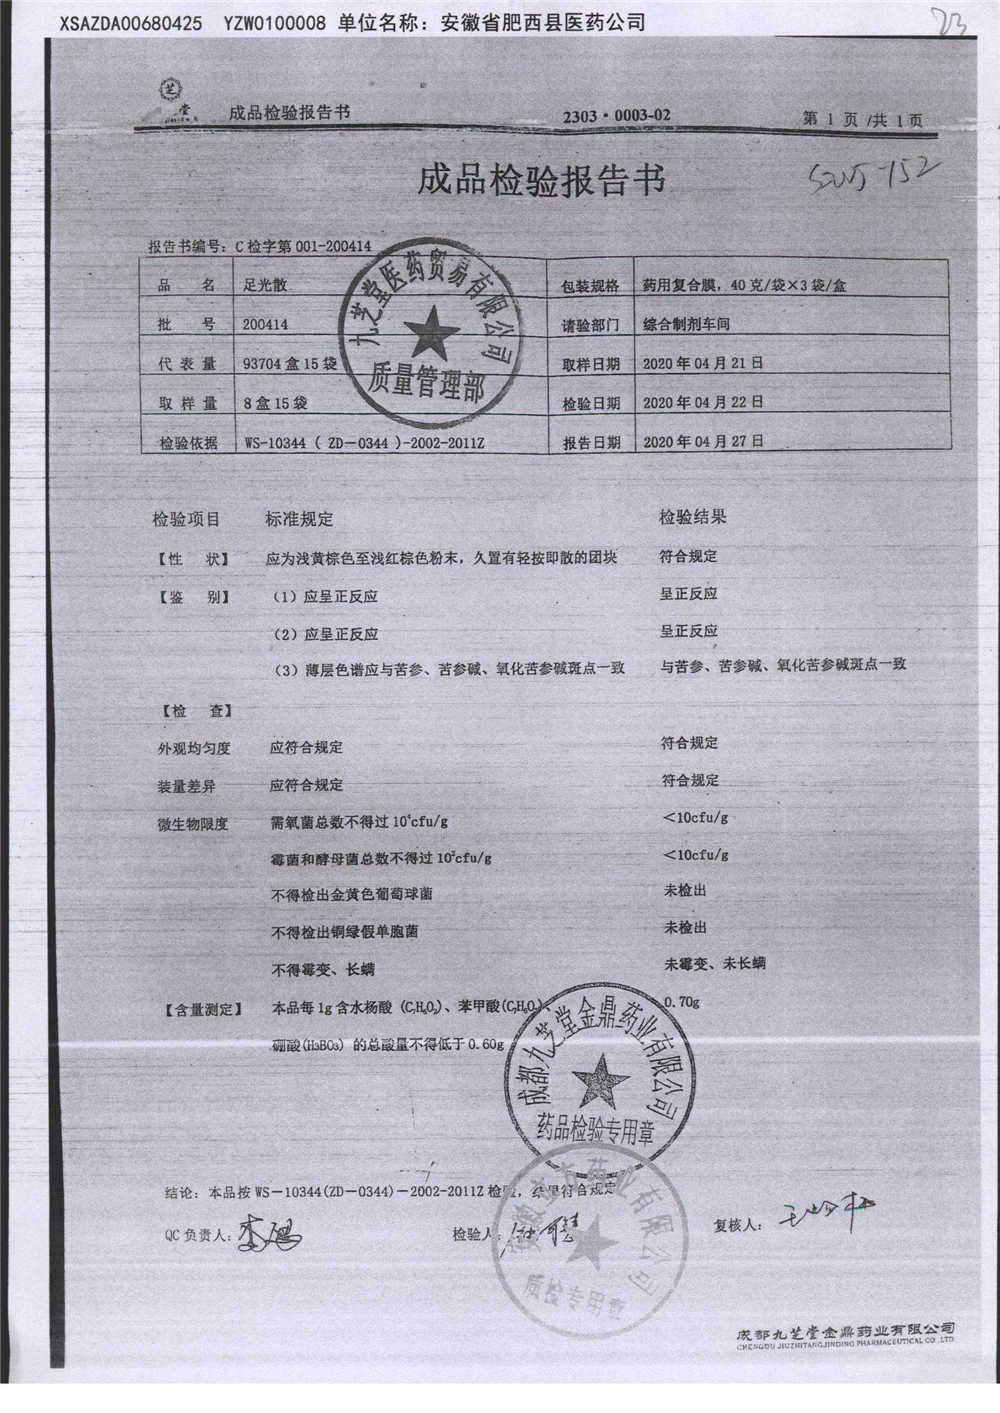 XSAZDA00680425 YZW0100008 单位名称：安徽省肥西县医药公司
23
芝
堂
成品检验报告书 2303·0003-02 第 1 页 /共 1 页
成品检验报告书
报告书编号：C 检字第 001-200414
品 名 足光散 包装规格 药用复合膜，40 克/袋×3 袋/盒
批 号 200414 请验部门 综合制剂车间
代 表 量 93704 盒 15 袋 取样日期 2020 年 04 月 21 日
取 样 量 8 盒 15 袋 检验日期 2020 年 04 月 22 日
检验依据 WS-10344 ( ZD—0344 )-2002-2011Z 报告日期 2020 年 04 月 27 日
九芝堂医药贸易有限公司
质量管理部
检验项目 标准规定 检验结果
【性 状】 应为浅黄棕色至浅红棕色粉末，久置有轻按即散的团块 符合规定
【鉴 别】 （1）应呈正反应 呈正反应
（2）应呈正反应 呈正反应
（3）薄层色谱应与苦参、苦参碱、氧化苦参碱斑点一致 与苦参、苦参碱、氧化苦参碱斑点一致
【检 查】
外观均匀度 应符合规定 符合规定
装量差异 应符合规定 符合规定
微生物限度 需氧菌总数不得过 10⁴cfu/g <10cfu/g
霉菌和酵母菌总数不得过 10²cfu/g <10cfu/g
不得检出金黄色葡萄球菌 未检出
不得检出铜绿假单胞菌 未检出
不得霉变、长螨 未霉变、未长螨
【含量测定】 本品每 1g 含水杨酸 (C₇H₆O₃)、苯甲酸(C₇H₆O₂)、 0.70g
硼酸(H₃BO₃) 的总酸量不得低于 0.60g
成都九芝堂金鼎药业有限公司
药品检验专用章
结论：本品按 WS－10344(ZD－0344)－2002-2011Z 检验，结果符合规定
QC 负责人： 检验人： 复核人：
药业有限公司
质检专用章
成都九芝堂金鼎药业有限公司
CHENGDU JIUZHITANGJINDING PHARMACEUTICAL CO .,LTD